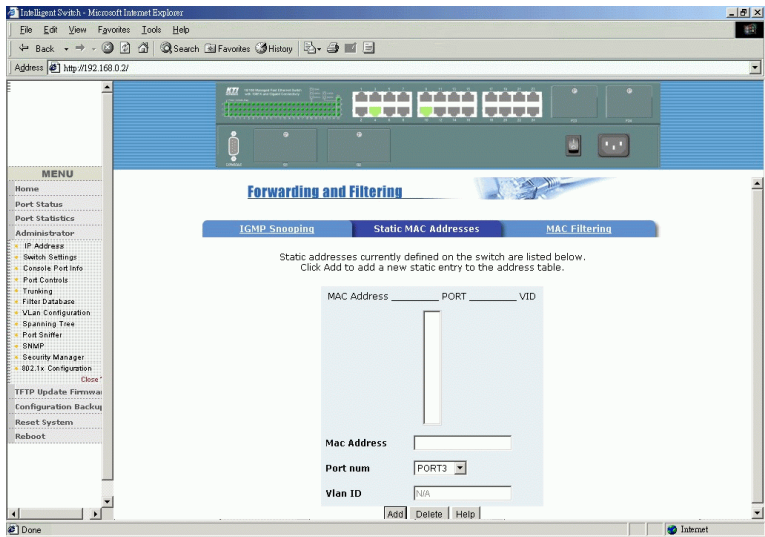 Intelligent Switch - Microsoft Internet Explorer
File Edit View Favorites Tools Help
Back Search Favorites History
Address http://192.168.0.2/
KTI
CONSOLE
MENU
Home
Port Status
Port Statistics
Administrator
IP Address
Switch Settings
Console Port Info
Port Controls
Trunking
Filter Database
VLan Configuration
Spanning Tree
Port Sniffer
SNMP
Security Manager
802.1x Configuration
Close
TFTP Update Firmwa
Configuration Backup
Reset System
Reboot
Forwarding and Filtering
IGMP Snooping Static MAC Addresses MAC Filtering
Static addresses currently defined on the switch are listed below.
Click Add to add a new static entry to the address table.
MAC Address ________ PORT _______ VID
Mac Address
Port num PORT3
Vlan ID N/A
Add Delete Help
Done Internet